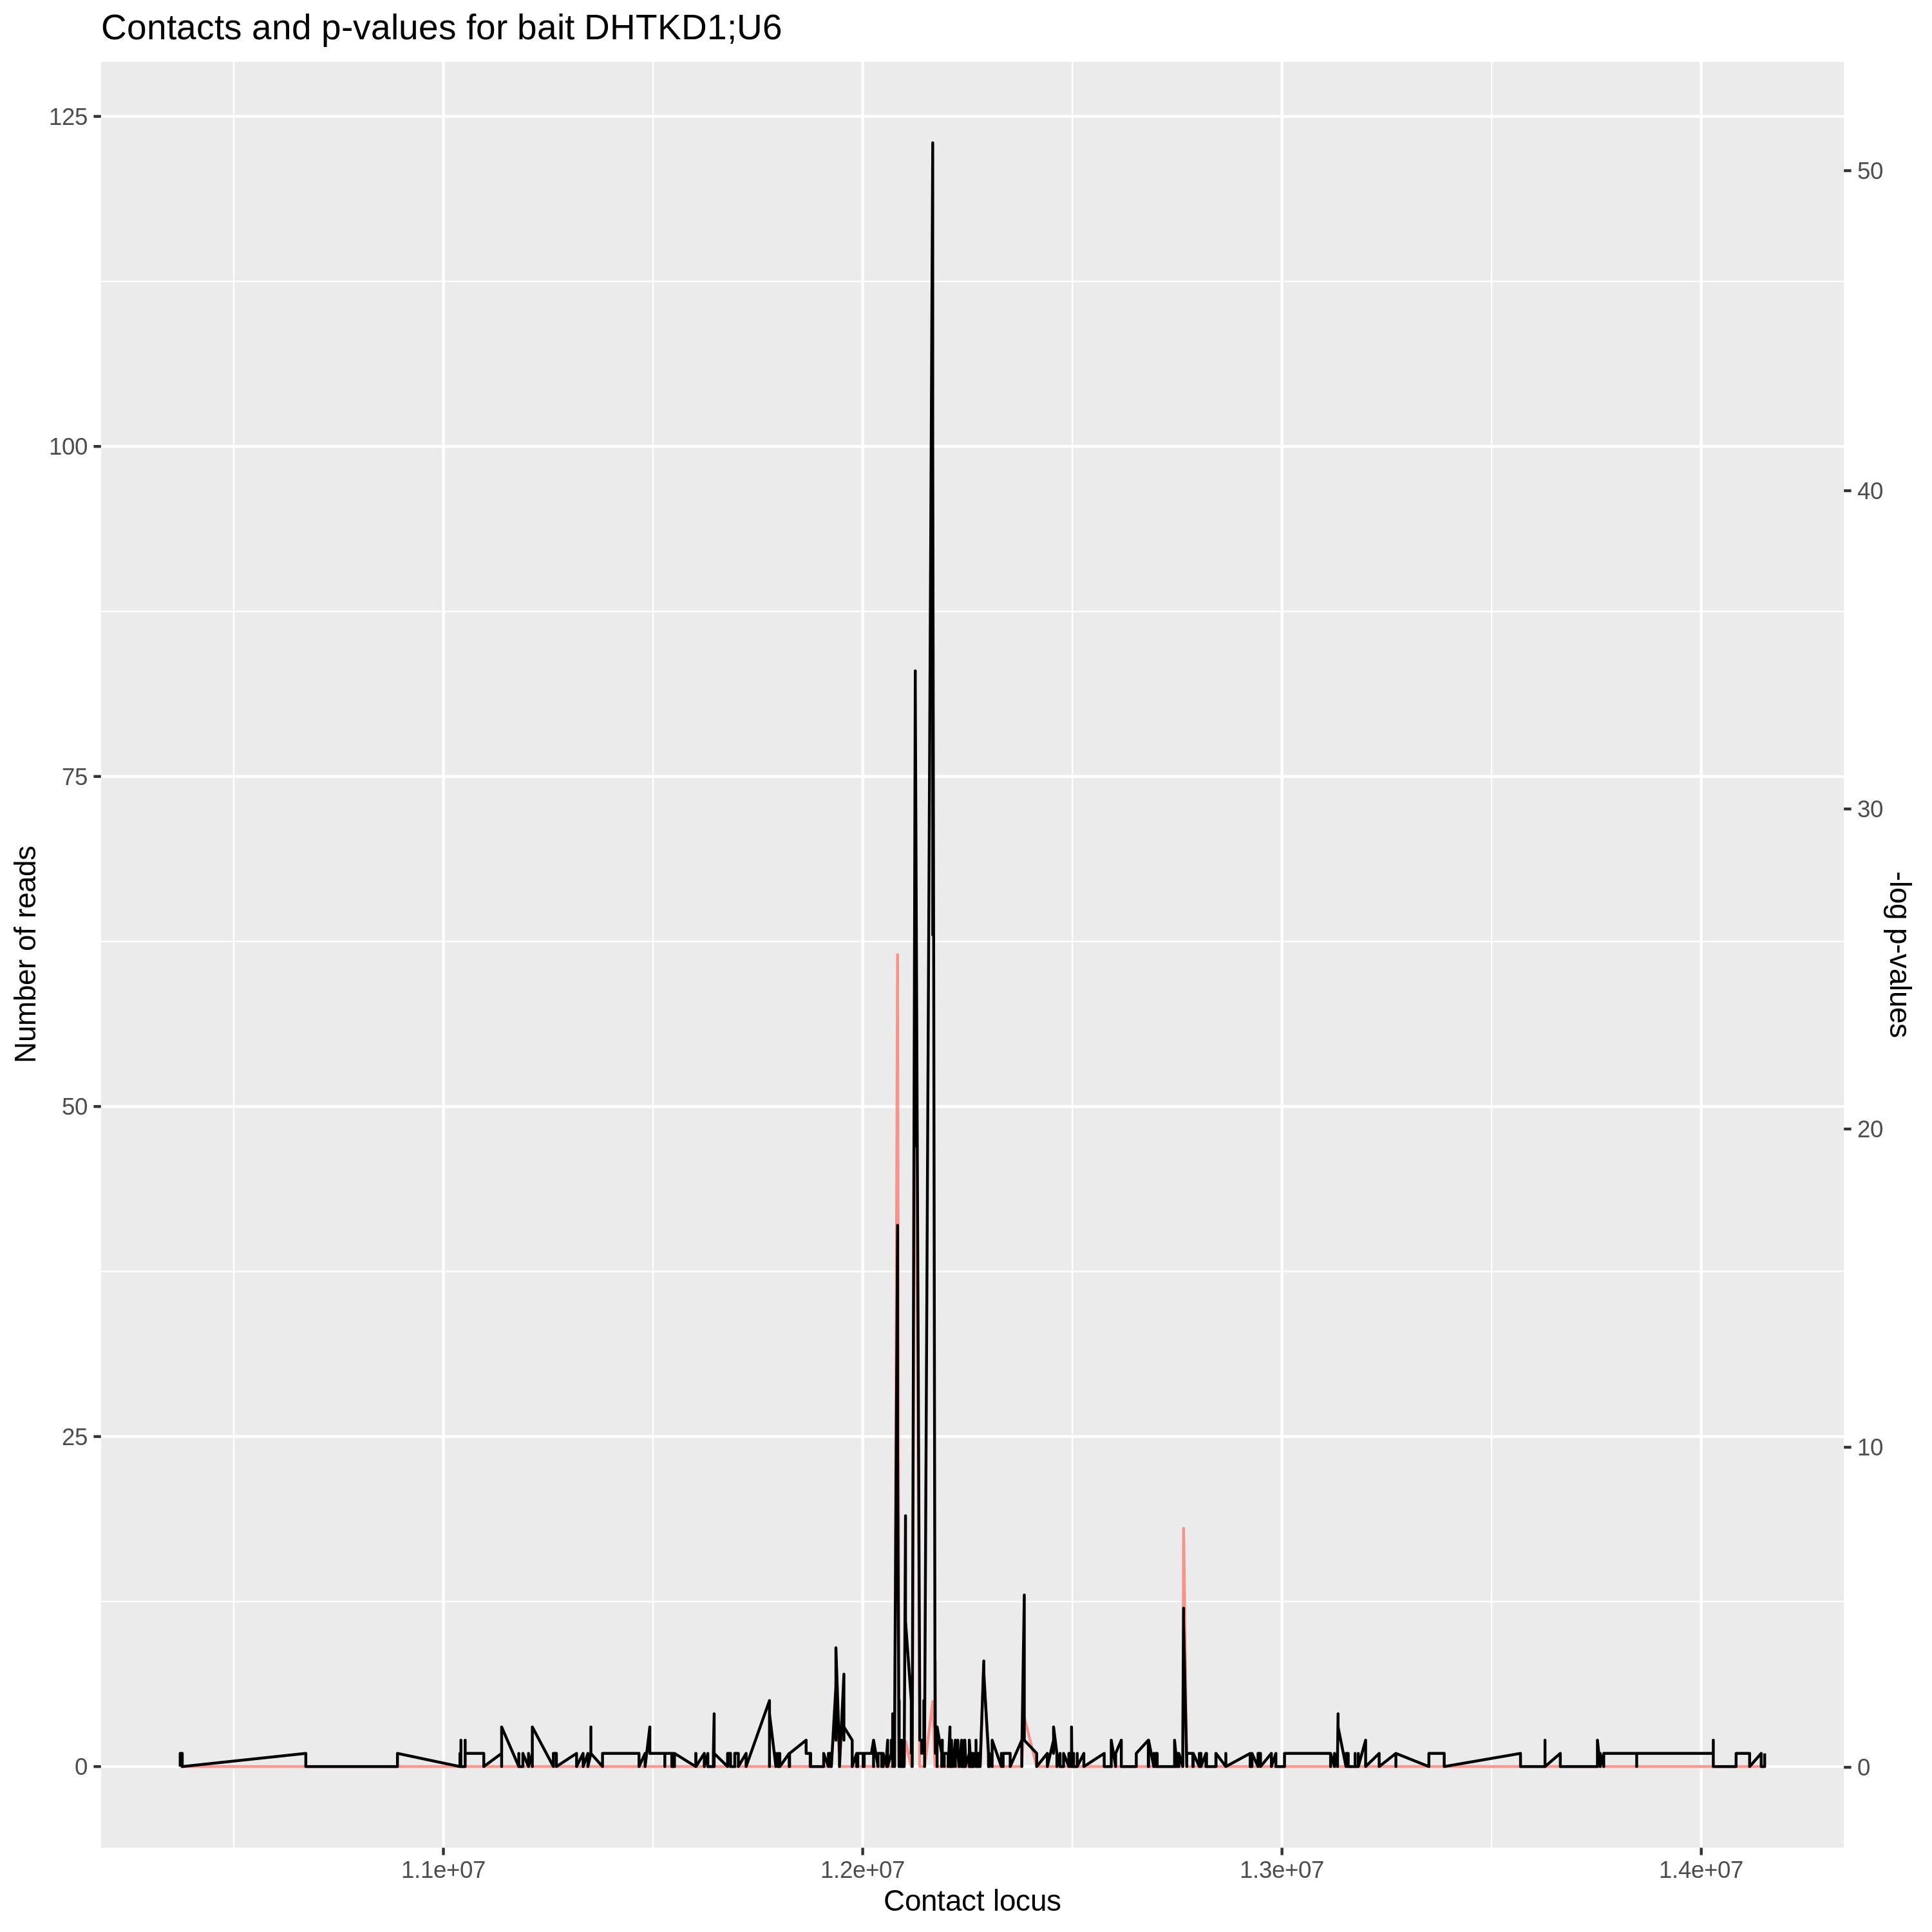 Contacts and p-values for bait DHTKD1;U6
125
100
75
50
25
0
Number of reads
50
40
30
20
10
0
-log p-values
1.1e+07
1.2e+07
1.3e+07
1.4e+07
Contact locus